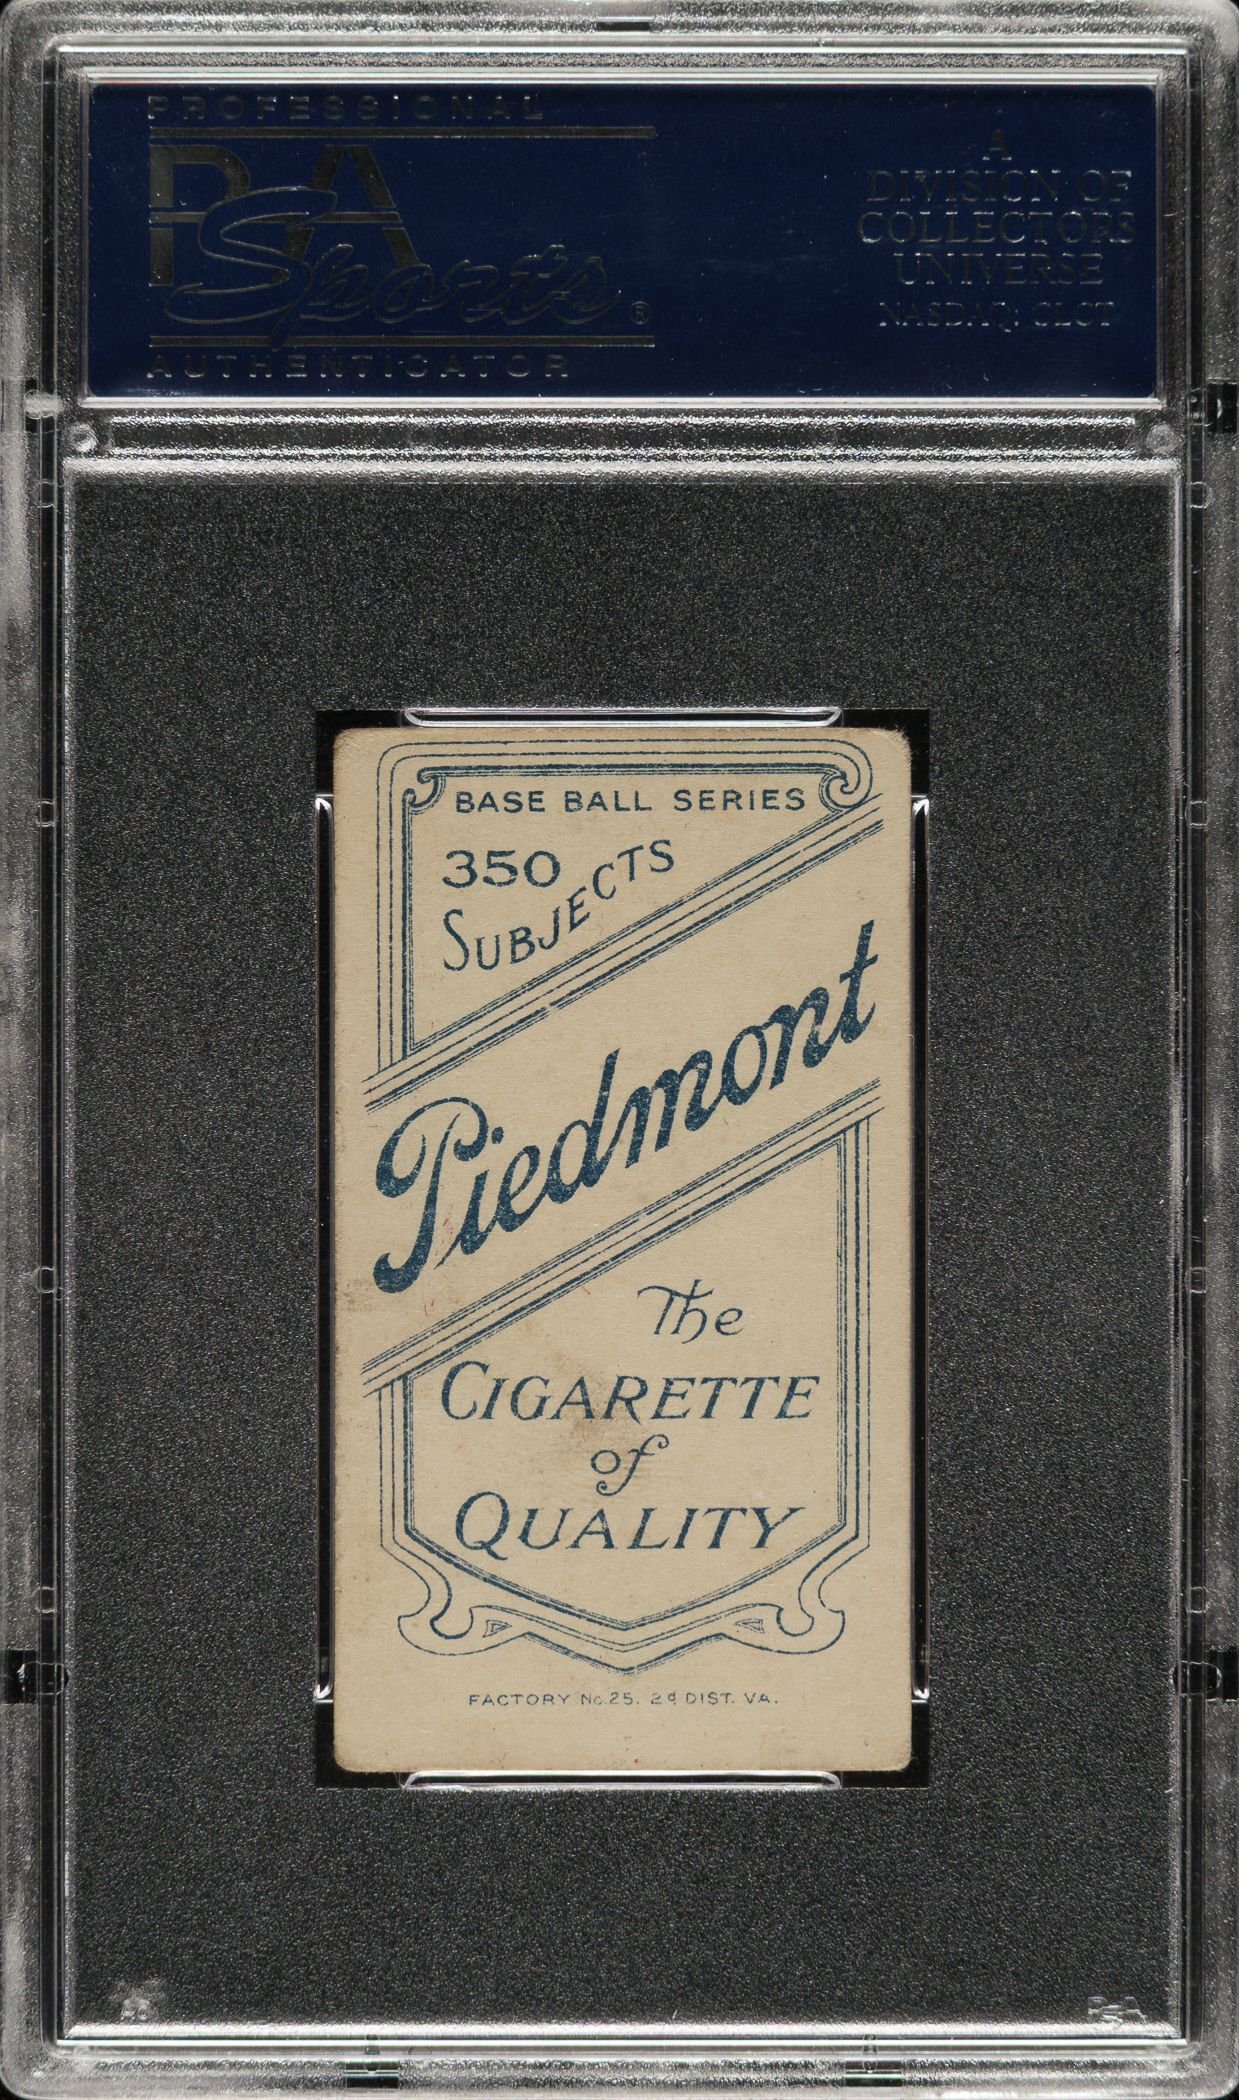 PROFESSIONAL
PSA
Sports®
AUTHENTICATOR
A
DIVISION OF
COLLECTORS
UNIVERSE
NASDAQ: CLCT
BASE BALL SERIES
350
SUBJECTS
Piedmont
The
CIGARETTE
of
QUALITY
FACTORY No. 25. 2d DIST. VA.
PSA